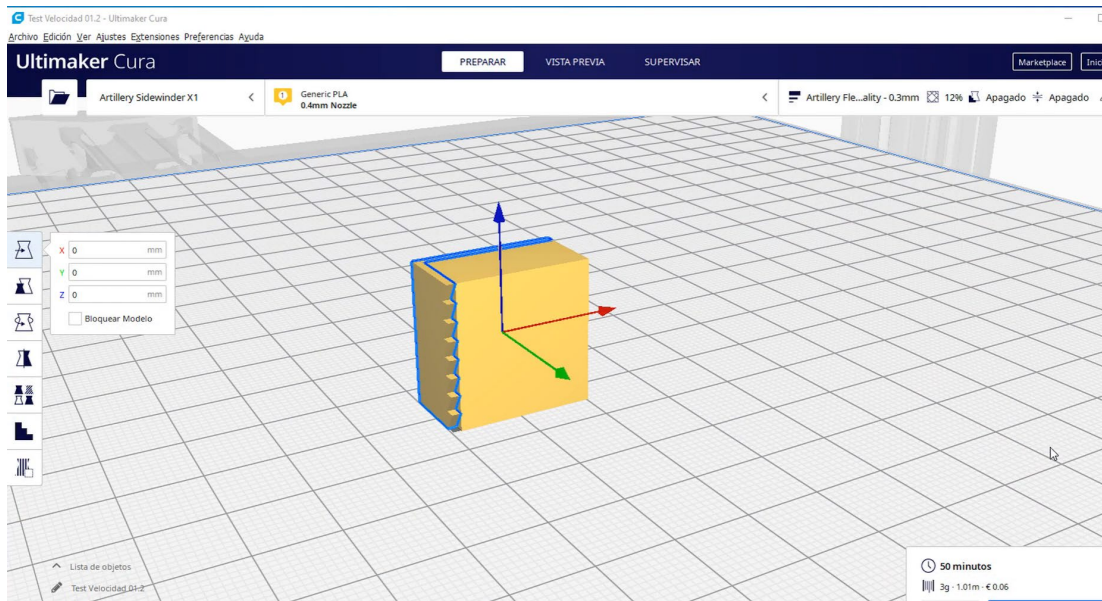 Test Velocidad 01.2 - Ultimaker Cura
Archivo Edición Ver Ajustes Extensiones Preferencias Ayuda
Ultimaker Cura
PREPARAR VISTA PREVIA SUPERVISAR
Marketplace Inic
Artillery Sidewinder X1
1 Generic PLA
0.4mm Nozzle
Artillery Fle...ality - 0.3mm 12% Apagado Apagado
X 0 mm
Y 0 mm
Z 0 mm
Bloquear Modelo
Lista de objetos
Test Velocidad 01.2
50 minutos
3g · 1.01m · € 0.06